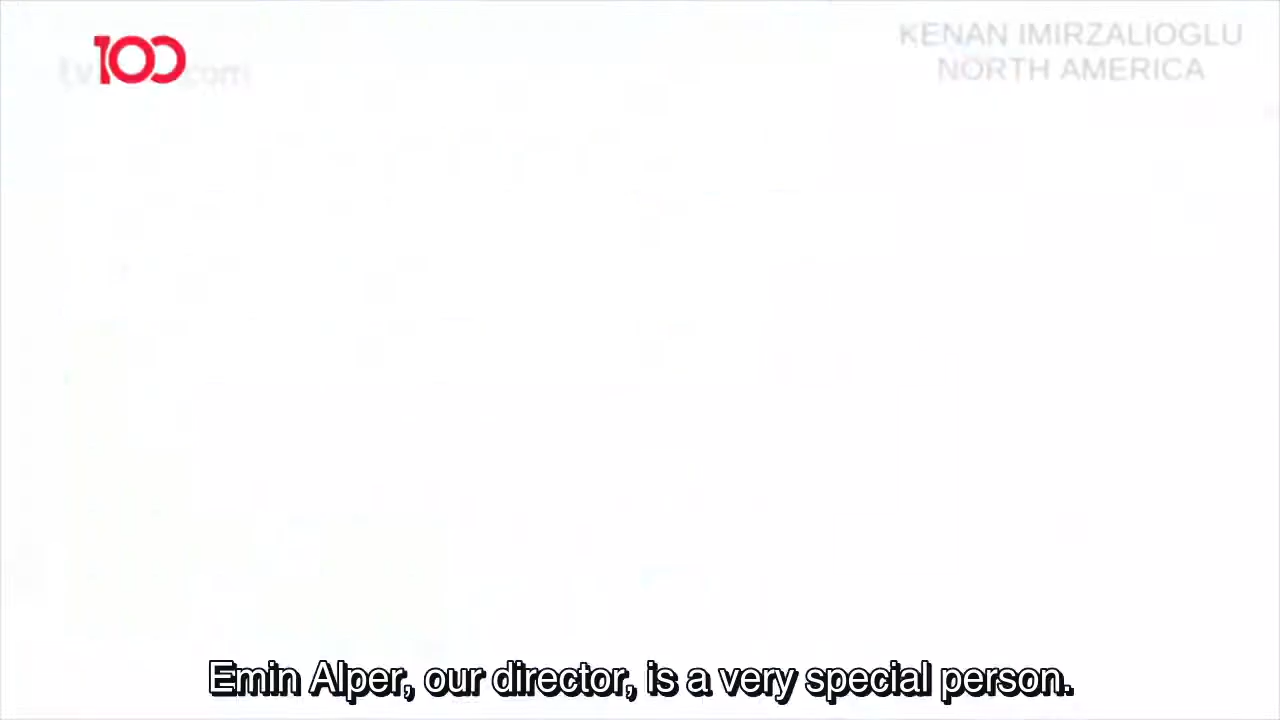 100
KENAN IMIRZALIOGLU
NORTH AMERICA
Emin Alper, our director, is a very special person.